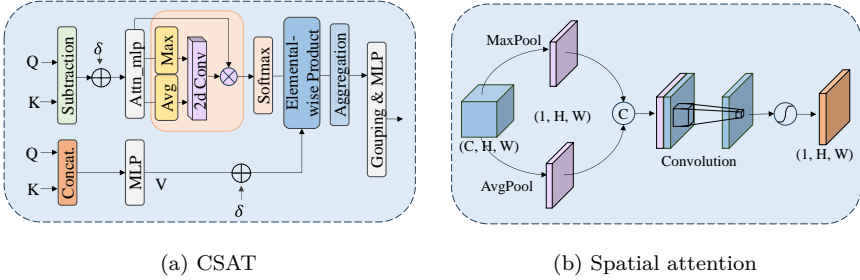 Q
K
Subtraction
δ
Attn_mlp
Max
Avg
2d Conv
Softmax
Elemental-
wise Product
Aggregation
Gouping & MLP
Q
K
Concat.
MLP
V
δ
(a) CSAT
MaxPool
(C, H, W)
(1, H, W)
AvgPool
C
Convolution
(1, H, W)
(b) Spatial attention